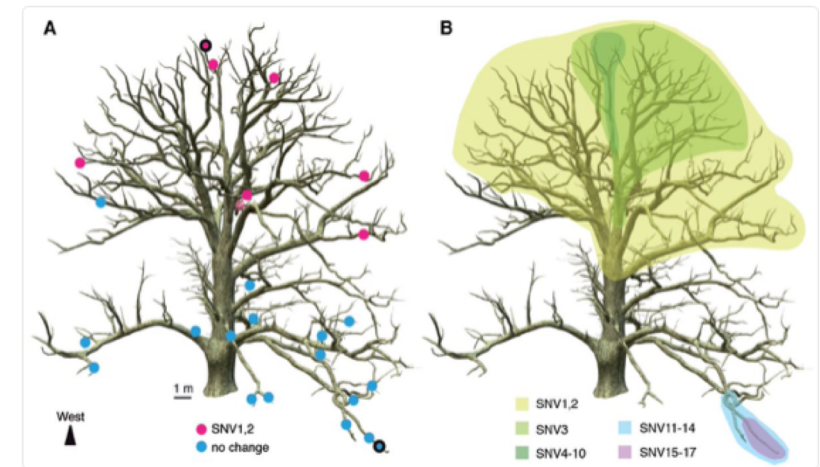 A
B
1 m
West
SNV1,2
no change
SNV1,2
SNV3
SNV4-10
SNV11-14
SNV15-17